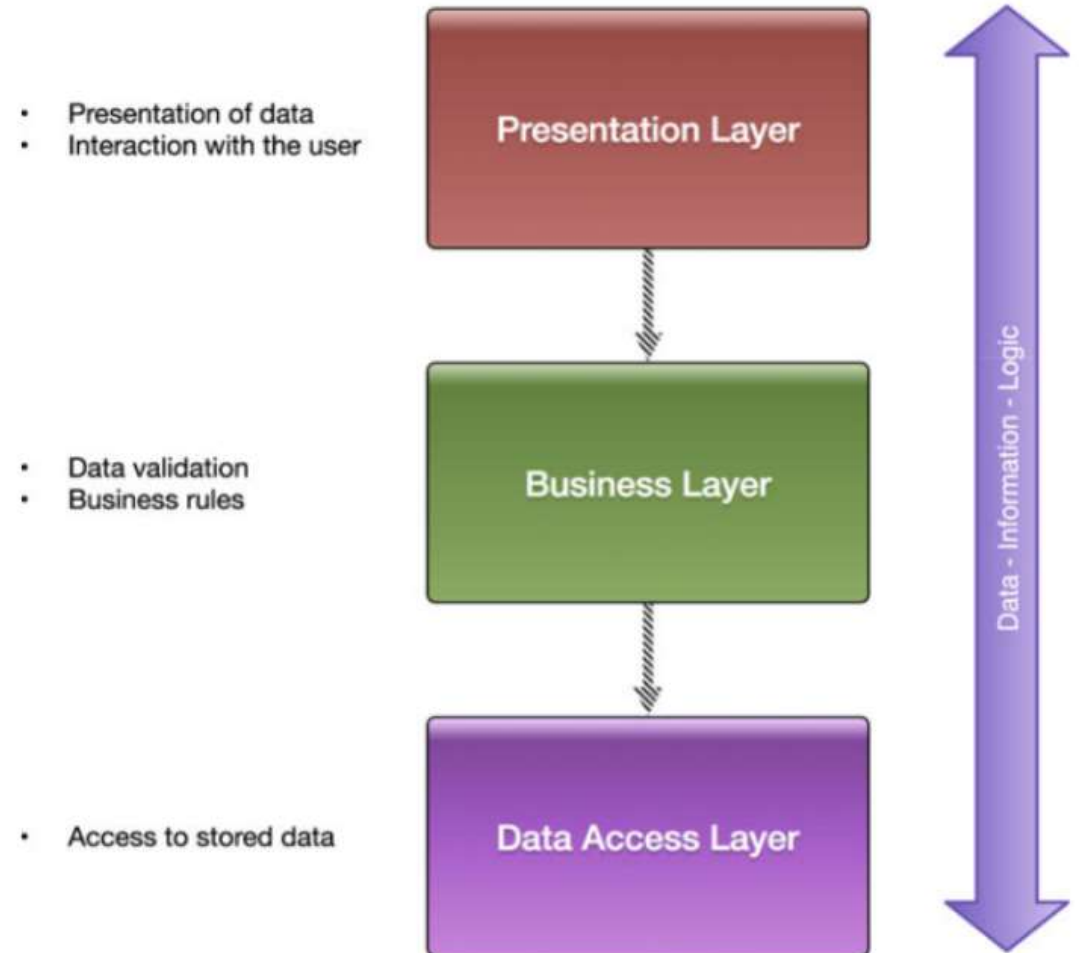 • Presentation of data
• Interaction with the user
Presentation Layer
• Data validation
• Business rules
Business Layer
• Access to stored data
Data Access Layer
Data - Information - Logic